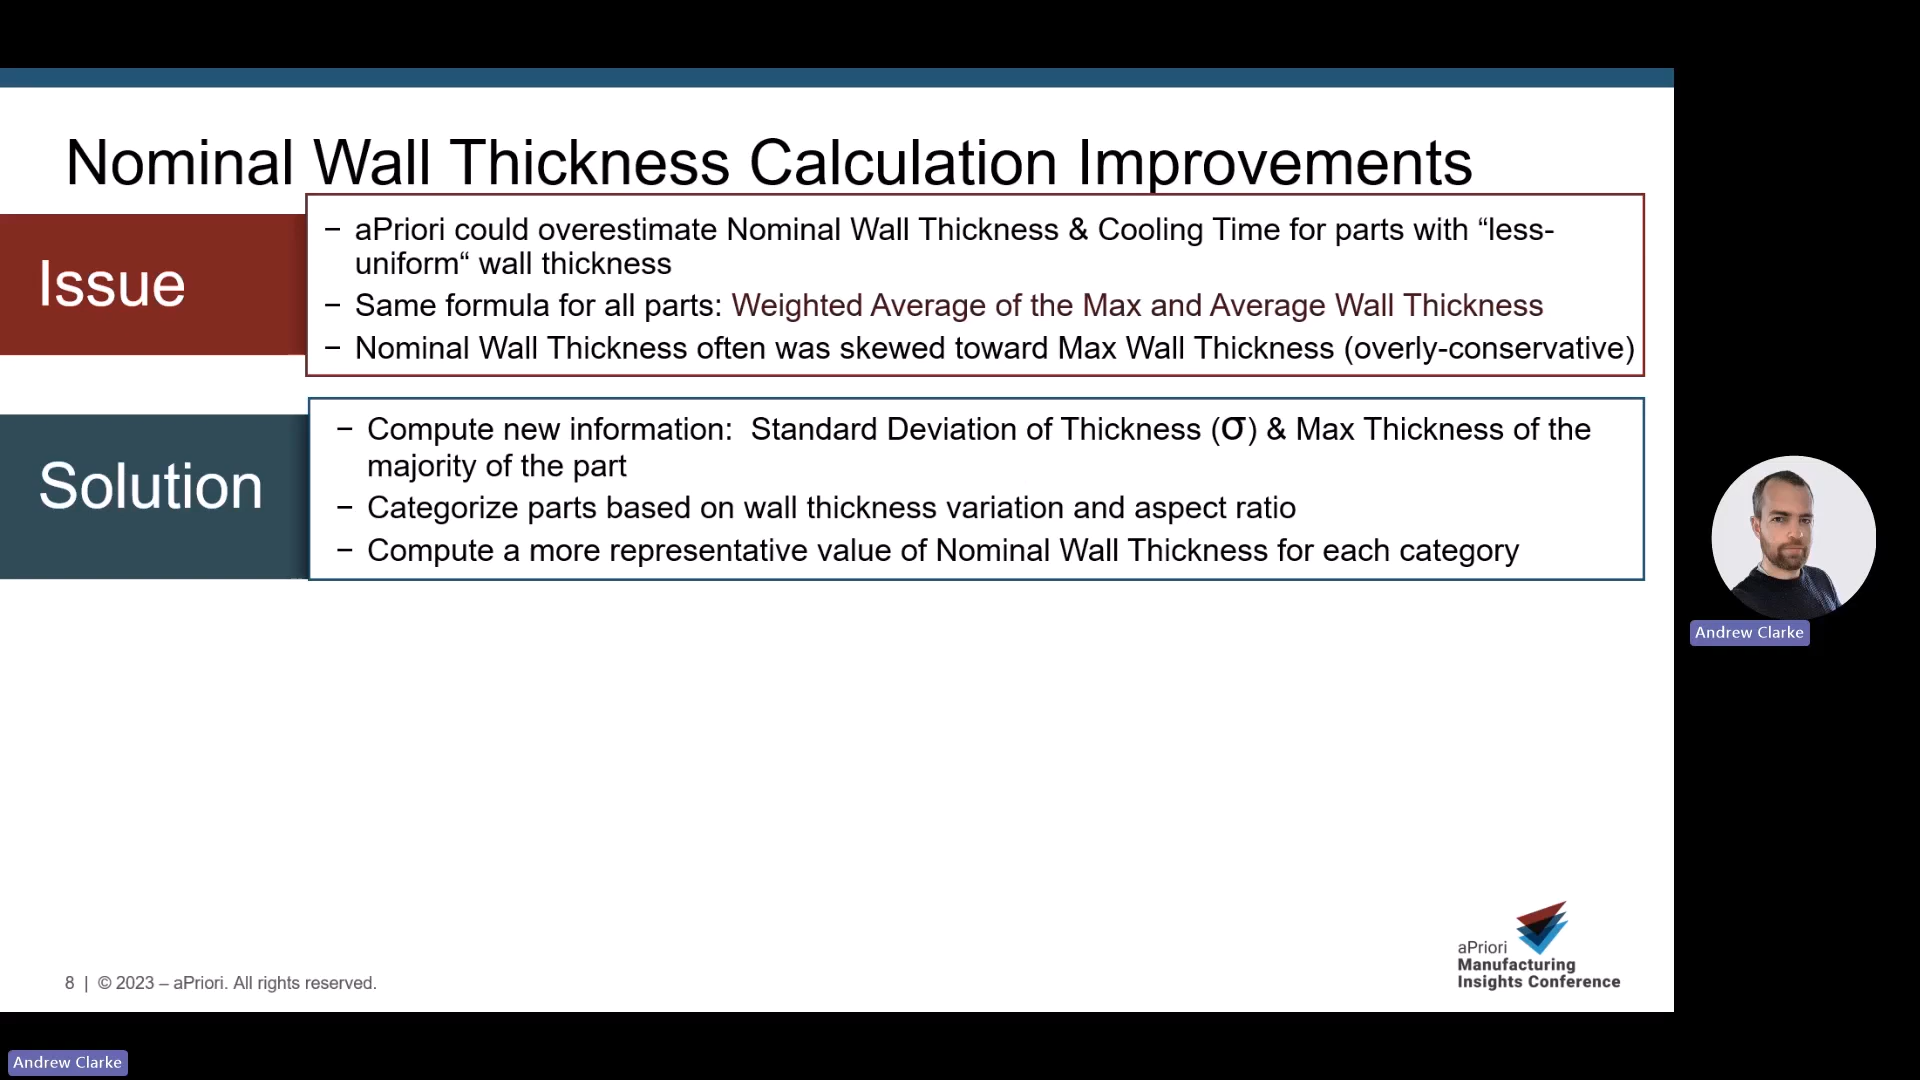 Nominal Wall Thickness Calculation Improvements
Issue
− aPriori could overestimate Nominal Wall Thickness & Cooling Time for parts with “less-
uniform“ wall thickness
− Same formula for all parts: Weighted Average of the Max and Average Wall Thickness
− Nominal Wall Thickness often was skewed toward Max Wall Thickness (overly-conservative)
Solution
− Compute new information:  Standard Deviation of Thickness (σ) & Max Thickness of the
majority of the part
− Categorize parts based on wall thickness variation and aspect ratio
− Compute a more representative value of Nominal Wall Thickness for each category
Andrew Clarke
aPriori
Manufacturing
Insights Conference
8 | © 2023 – aPriori. All rights reserved.
Andrew Clarke